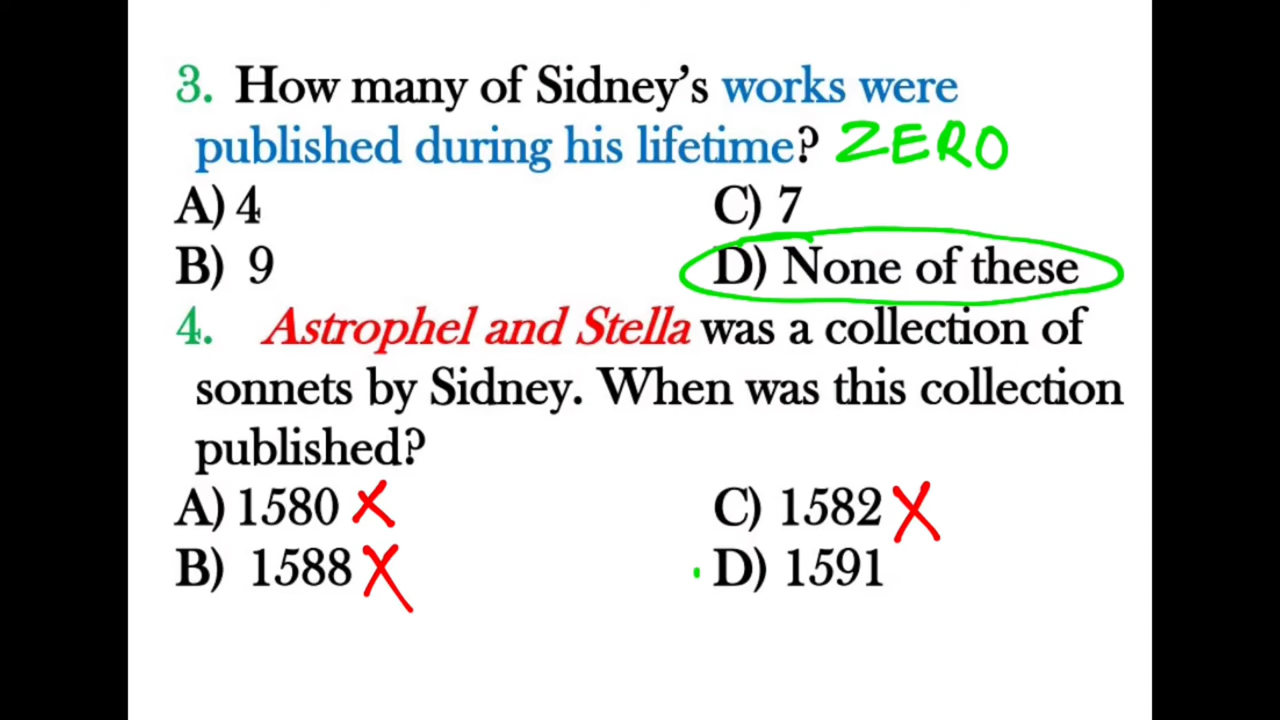 3. How many of Sidney's works were
published during his lifetime? ZERO
A) 4 C) 7
B) 9 D) None of these
4. Astrophel and Stella was a collection of
sonnets by Sidney. When was this collection
published?
A) 1580 X C) 1582 X
B) 1588 X D) 1591